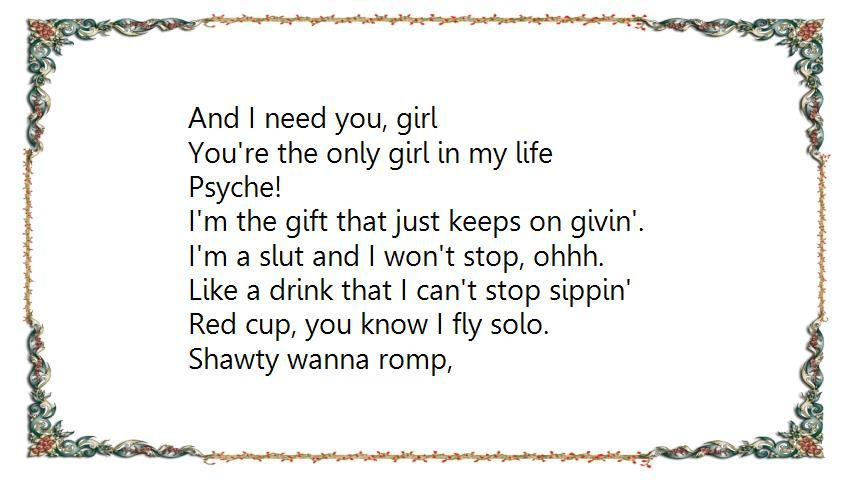 And I need you, girl
You're the only girl in my life
Psyche!
I'm the gift that just keeps on givin'.
I'm a slut and I won't stop, ohhh.
Like a drink that I can't stop sippin'
Red cup, you know I fly solo.
Shawty wanna romp,